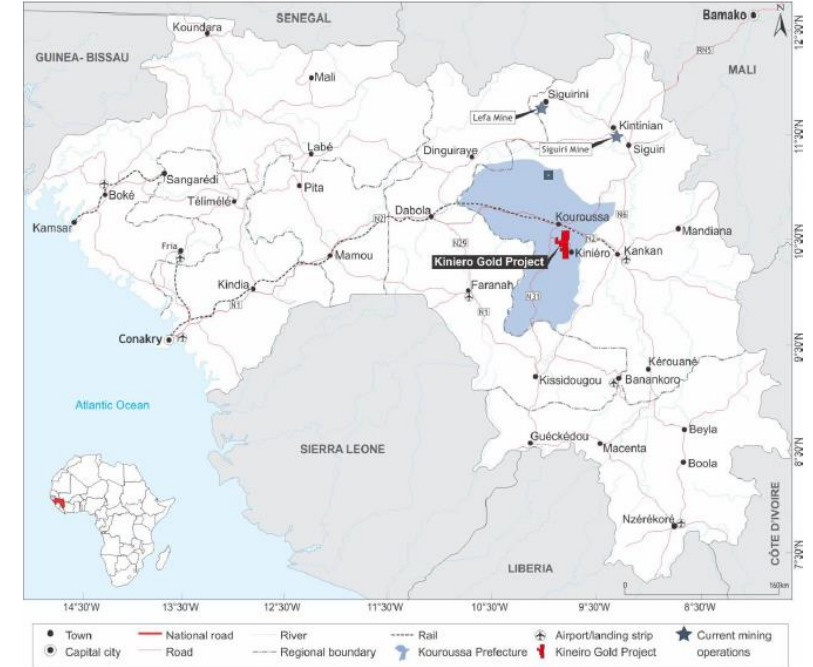 SENEGAL
Bamako
Koundara
GUINEA- BISSAU
RN5
MALI
Mali
Siguirini
Lefa Mine
Kintinian
Siguiri Mine
Siguiri
Labé
Dinguiraye
Sangarédi
Pita
Boké
Télimélé
Dabola
Kouroussa
N6
Kamsar
N2
Mandiana
Fria
N29
N2
Kankan
Mamou
Kiniero Gold Project
Kiniéro
Kindia
Faranah
N31
N1
N1
Conakry
Kérouané
Kissidougou
Banankoro
Atlantic Ocean
Beyla
Guéckédou
Macenta
SIERRA LEONE
Boola
Nzérékoré
CÔTE D'IVOIRE
LIBERIA
0 160km
12°30'N
11°30'N
10°30'N
9°30'N
8°30'N
7°30'N
14°30'W 13°30'W 12°30'W 11°30'W 10°30'W 9°30'W 8°30'W
Town National road River Rail Airport/landing strip Current mining
Capital city Road Regional boundary Kouroussa Prefecture Kineiro Gold Project operations